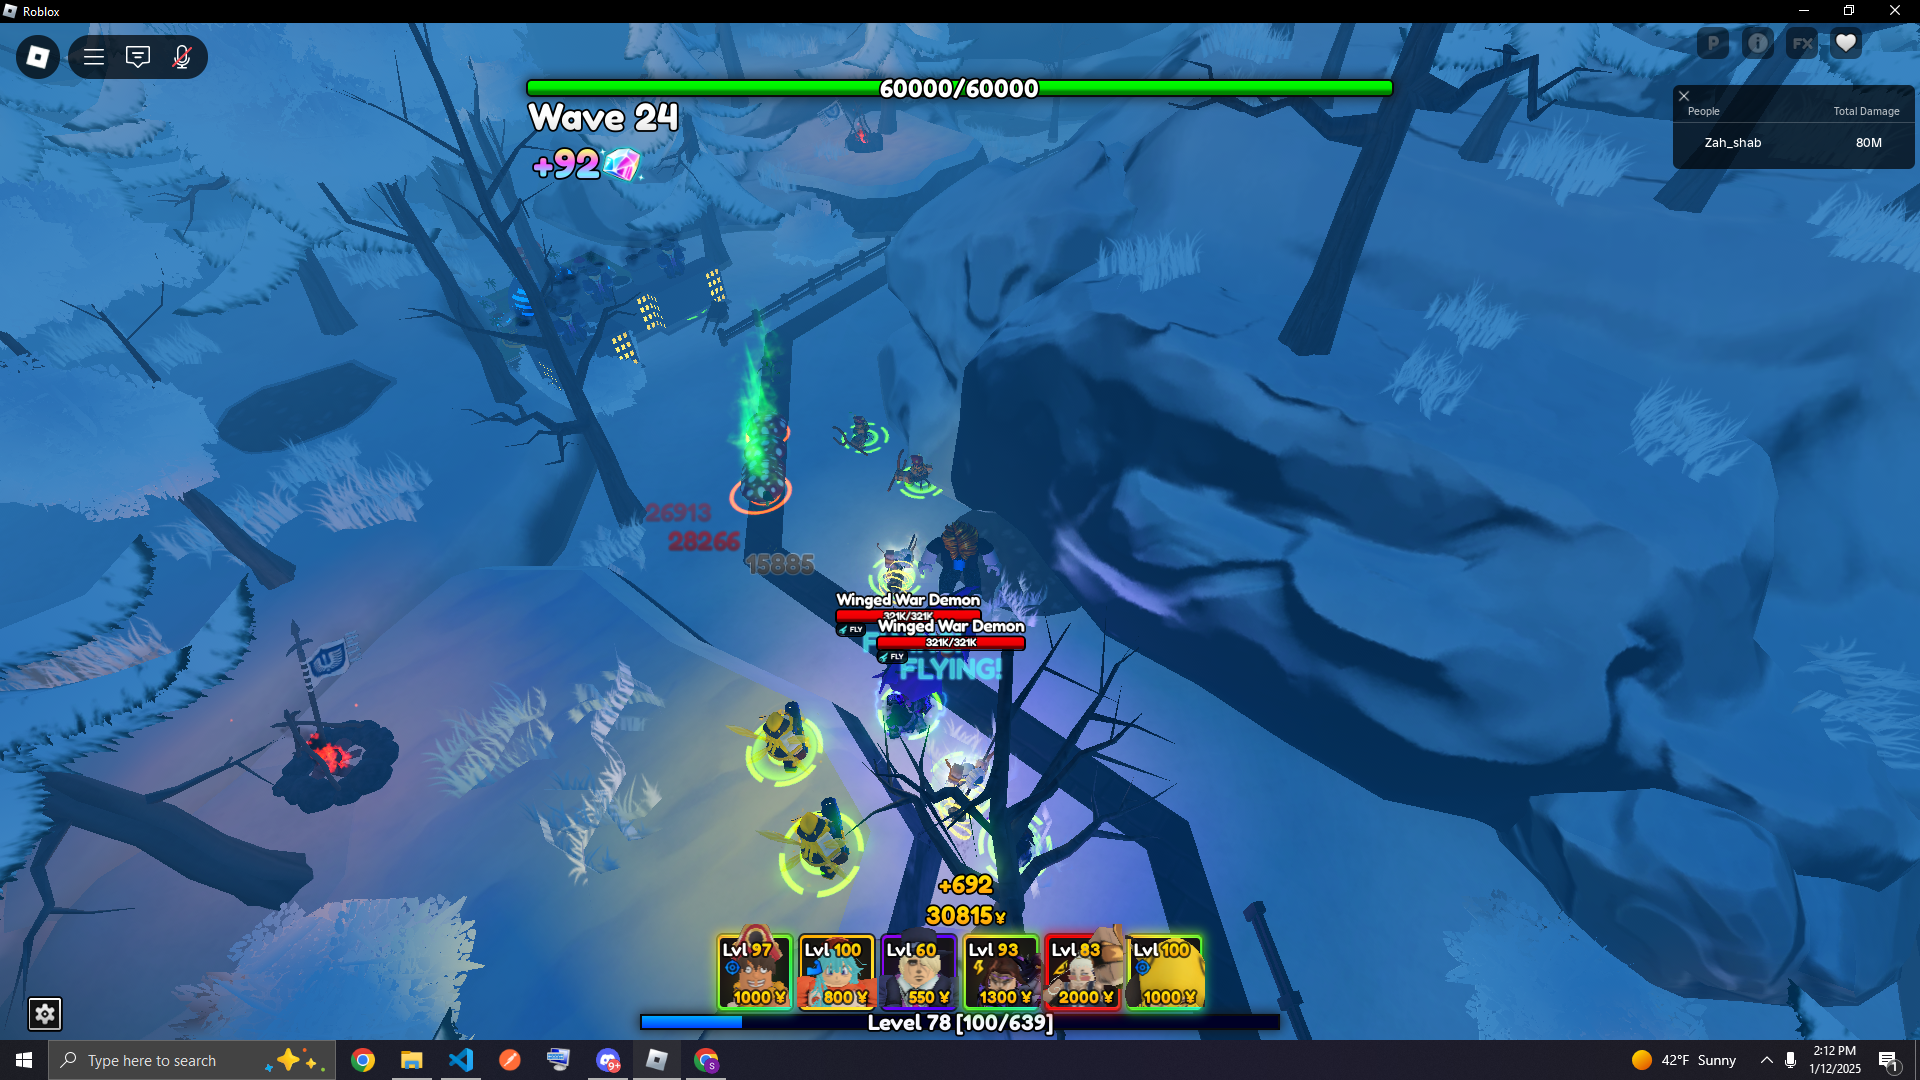 Roblox
60000/60000
Wave 24
+92
P
FX
People Total Damage
Zah_shab 80M
26913
28266
15885
Winged War Demon
321K/321K
FLY
Winged War Demon
321K/321K
FLY
FLYING!
+692
30815¥
Lvl 97
1000 ¥
Lvl 100
800 ¥
Lvl 60
550 ¥
Lvl 93
1300 ¥
Lvl 83
2000 ¥
Lvl 100
1000 ¥
Level 78 [100/639]
Type here to search
9+
S
42°F Sunny
2:12 PM
1/12/2025
1